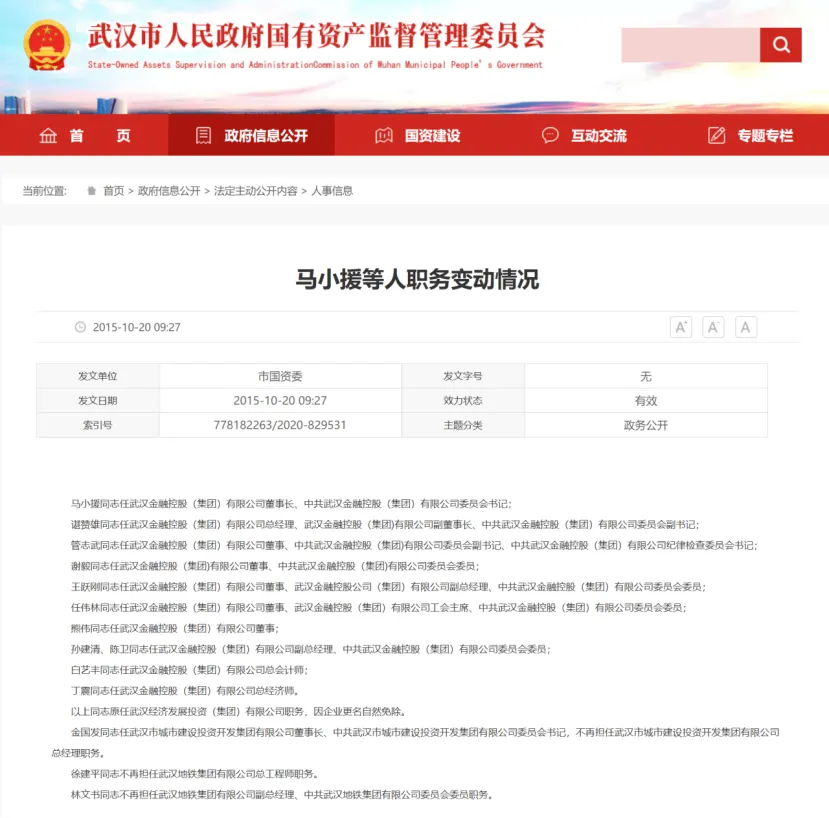 武汉市人民政府国有资产监督管理委员会
State-Owned Assets Supervision and AdministrationCommission of Wuhan Municipal People's Government
首 页 政府信息公开 国资建设 互动交流 专题专栏
当前位置: 首页 > 政府信息公开 > 法定主动公开内容 > 人事信息
马小援等人职务变动情况
2015-10-20 09:27 A+ A- A
发文单位 市国资委 发文字号 无
发文日期 2015-10-20 09:27 效力状态 有效
索引号 778182263/2020-829531 主题分类 政务公开
马小援同志任武汉金融控股（集团）有限公司董事长、中共武汉金融控股（集团）有限公司委员会书记；
谌赞雄同志任武汉金融控股（集团）有限公司总经理、武汉金融控股（集团)有限公司副董事长、中共武汉金融控股（集团）有限公司委员会副书记；
管志武同志任武汉金融控股（集团）有限公司董事、中共武汉金融控股（集团)有限公司委员会副书记、中共武汉金融控股（集团）有限公司纪律检查委员会书记；
谢毅同志任武汉金融控股（集团)有限公司董事、中共武汉金融控股（集团)有限公司委员会委员；
王跃刚同志任武汉金融控股（集团）有限公司董事、武汉金融控股公司（集团）有限公司副总经理、中共武汉金融控股（集团）有限公司委员会委员；
任伟林同志任武汉金融控股（集团）有限公司董事、武汉金融控股（集团）有限公司工会主席、中共武汉金融控股（集团）有限公司委员会委员；
熊伟同志任武汉金融控股（集团）有限公司董事；
孙建清、陈卫同志任武汉金融控股（集团）有限公司副总经理、中共武汉金融控股（集团）有限公司委员会委员；
白艺丰同志任武汉金融控股（集团）有限公司总会计师；
丁震同志任武汉金融控股（集团）有限公司总经济师。
以上同志原任武汉经济发展投资（集团）有限公司职务，因企业更名自然免除。
金国发同志任武汉市城市建设投资开发集团有限公司董事长、中共武汉市城市建设投资开发集团有限公司委员会书记，不再担任武汉市城市建设投资开发集团有限公司
总经理职务。
徐建平同志不再担任武汉地铁集团有限公司总工程师职务。
林文书同志不再担任武汉地铁集团有限公司副总经理、中共武汉地铁集团有限公司委员会委员职务。